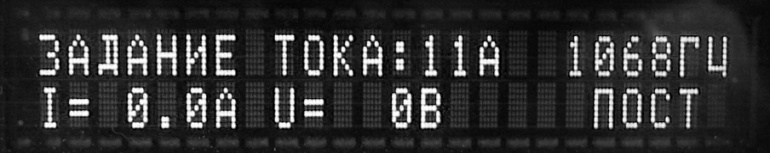 ЗАДАНИЕ ТОКА:11А 1068ГЦ
I= 0.0А U= 0В ПОСТ